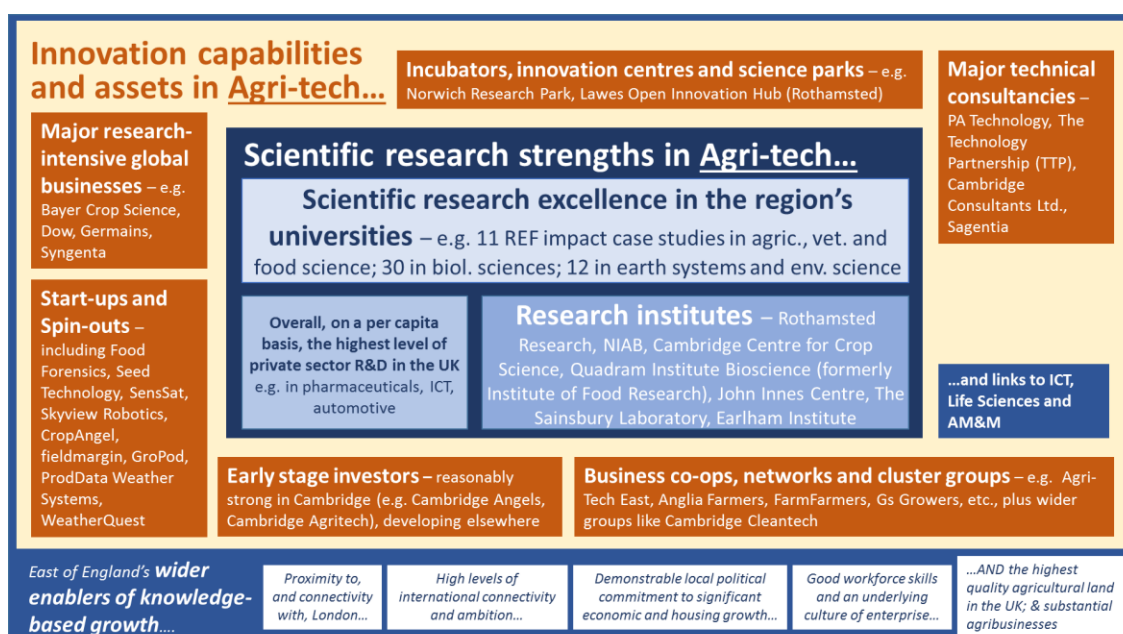 Innovation capabilities
and assets in Agri-tech...
Incubators, innovation centres and science parks – e.g.
Norwich Research Park, Lawes Open Innovation Hub (Rothamsted)
Major technical
consultancies –
PA Technology, The
Technology
Partnership (TTP),
Cambridge
Consultants Ltd.,
Sagentia
Major research-
intensive global
businesses – e.g.
Bayer Crop Science,
Dow, Germains,
Syngenta
Scientific research strengths in Agri-tech...
Scientific research excellence in the region's
universities – e.g. 11 REF impact case studies in agric., vet. and
food science; 30 in biol. sciences; 12 in earth systems and env. science
Start-ups and
Spin-outs –
including Food
Forensics, Seed
Technology, SensSat,
Skyview Robotics,
CropAngel,
fieldmargin, GroPod,
ProdData Weather
Systems,
WeatherQuest
Overall, on a per capita
basis, the highest level of
private sector R&D in the UK
e.g. in pharmaceuticals, ICT,
automotive
Research institutes – Rothamsted
Research, NIAB, Cambridge Centre for Crop
Science, Quadram Institute Bioscience (formerly
Institute of Food Research), John Innes Centre, The
Sainsbury Laboratory, Earlham Institute
...and links to ICT,
Life Sciences and
AM&M
Early stage investors – reasonably
strong in Cambridge (e.g. Cambridge Angels,
Cambridge Agritech), developing elsewhere
Business co-ops, networks and cluster groups – e.g. Agri-
Tech East, Anglia Farmers, FarmFarmers, Gs Growers, etc., plus wider
groups like Cambridge Cleantech
East of England's wider
enablers of knowledge-
based growth....
Proximity to,
and connectivity
with, London...
High levels of
international connectivity
and ambition...
Demonstrable local political
commitment to significant
economic and housing growth...
Good workforce skills
and an underlying
culture of enterprise...
...AND the highest
quality agricultural land
in the UK; & substantial
agribusinesses